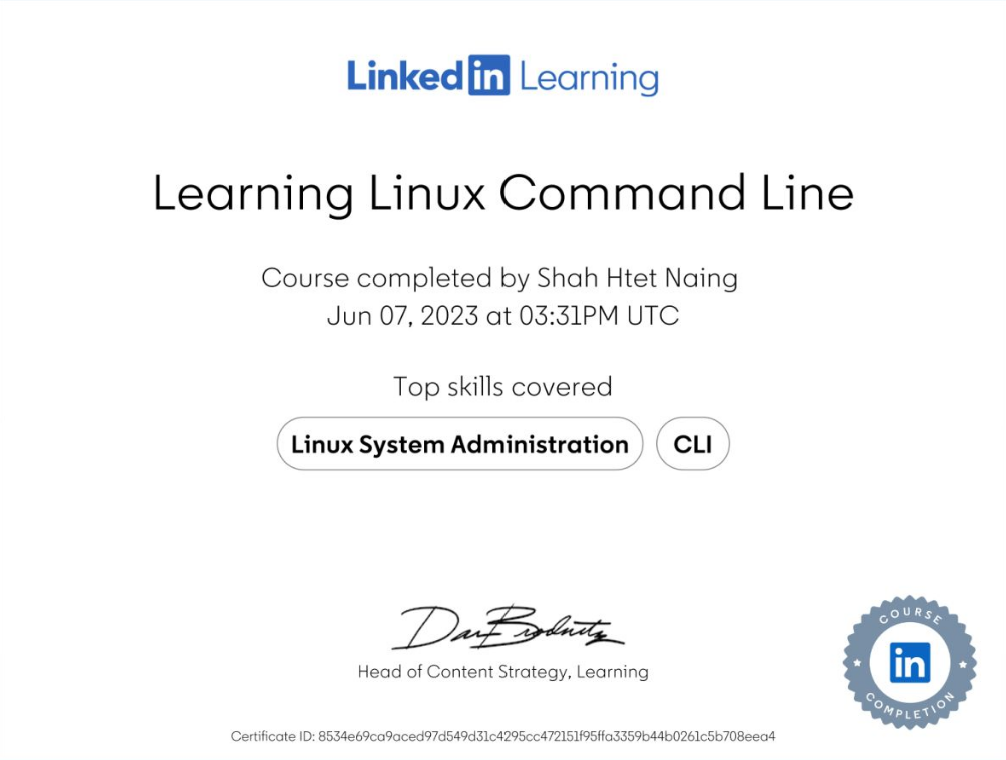 Linked in Learning
Learning Linux Command Line
Course completed by Shah Htet Naing
Jun 07, 2023 at 03:31PM UTC
Top skills covered
Linux System Administration CLI
Dan Brodnitz
Head of Content Strategy, Learning
COURSE
in
COMPLETION
Certificate ID: 8534e69ca9aced97d549d31c4295cc472151f95ffa3359b44b0261c5b708eea4